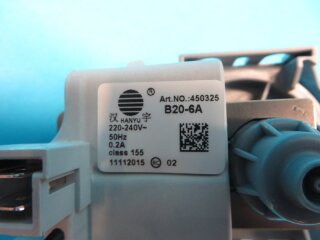 Art.NO.:450325
B20-6A
汉 宇
HANYU
220-240V~
50Hz
0.2A
class 155
11112015 02